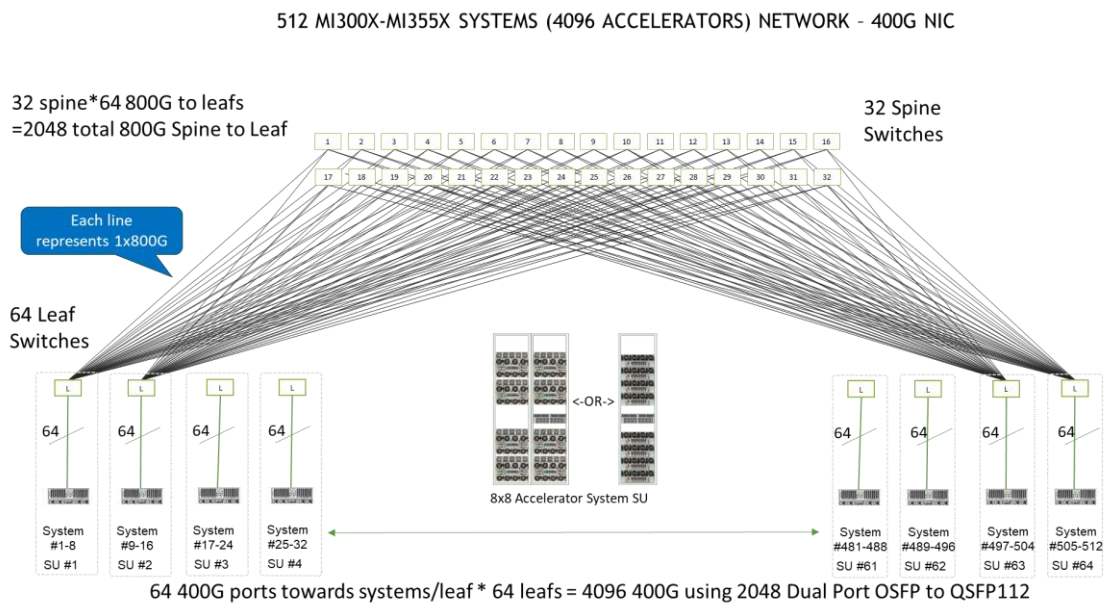 512 MI300X-MI355X SYSTEMS (4096 ACCELERATORS) NETWORK - 400G NIC
32 spine*64 800G to leafs
=2048 total 800G Spine to Leaf
32 Spine
Switches
1 2 3 4 5 6 7 8 9 10 11 12 13 14 15 16
17 18 19 20 21 22 23 24 25 26 27 28 29 30 31 32
Each line
represents 1x800G
64 Leaf
Switches
L L L L L L L L
64 64 64 64 64 64 64 64
<-OR->
8x8 Accelerator System SU
System System System System System System System System
#1-8 #9-16 #17-24 #25-32 #481-488 #489-496 #497-504 #505-512
SU #1 SU #2 SU #3 SU #4 SU #61 SU #62 SU #63 SU #64
64 400G ports towards systems/leaf * 64 leafs = 4096 400G using 2048 Dual Port OSFP to QSFP112